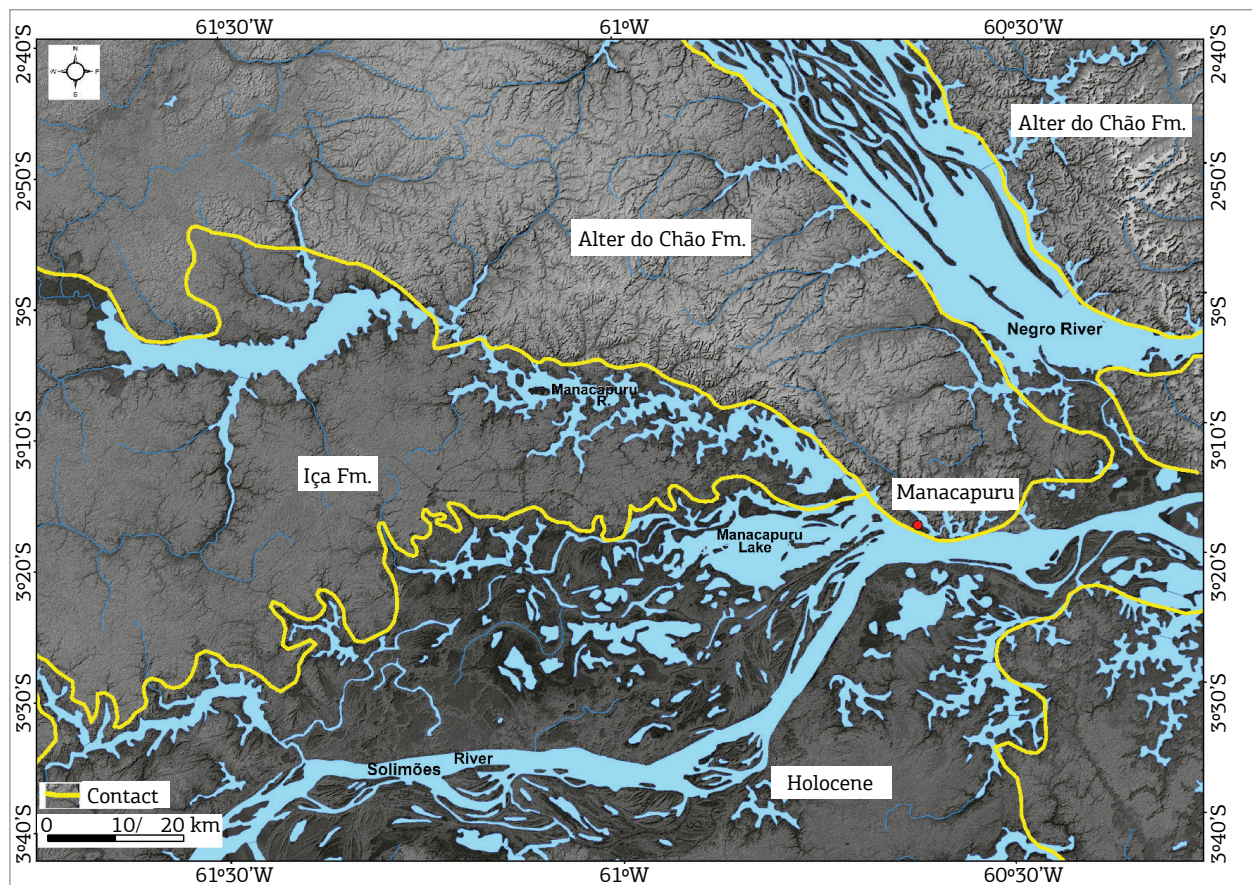 61°30'W
61°W
60°30'W
2°40'S
2°40'S
N
W
E
S
Alter do Chão Fm.
2°50'S
2°50'S
Alter do Chão Fm.
3°S
3°S
Negro River
Manacapuru
R.
3°10'S
3°10'S
Iça Fm.
Manacapuru
Manacapuru
Lake
3°20'S
3°20'S
3°30'S
3°30'S
River
Solimões
Holocene
Contact
0
10/
20 km
3°40'S
3°40'S
61°30'W
61°W
60°30'W